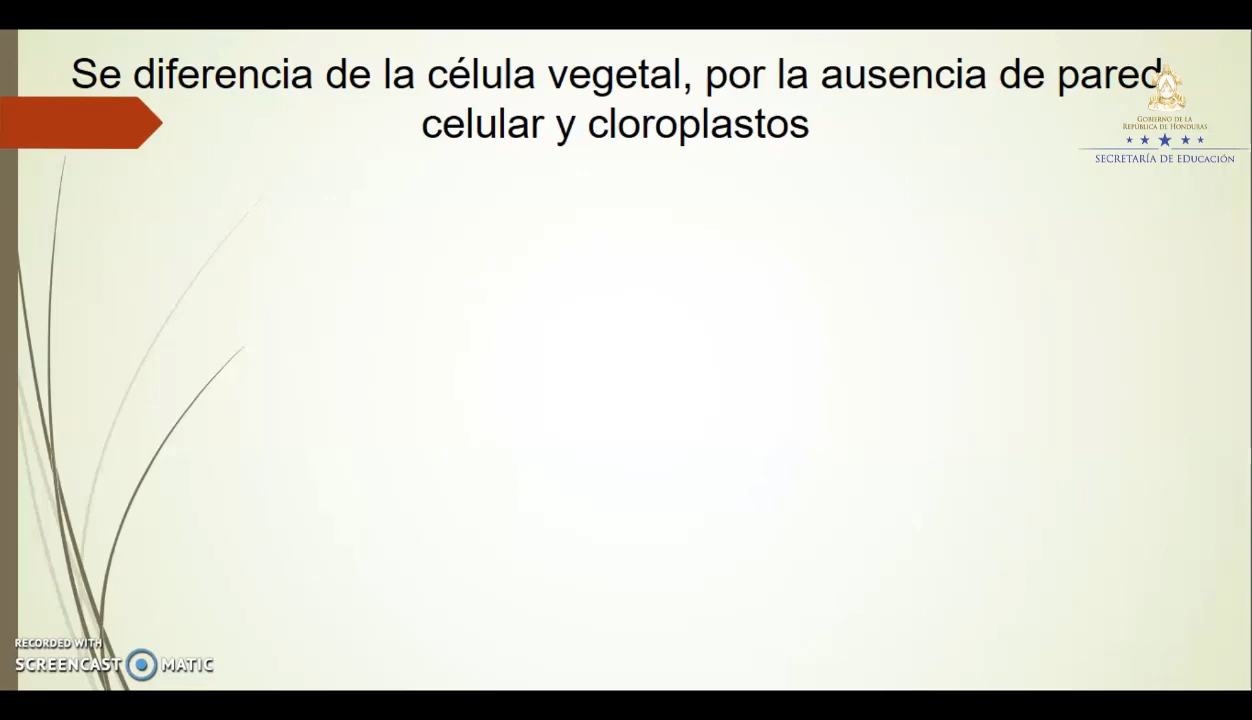 Se diferencia de la célula vegetal, por la ausencia de pared
celular y cloroplastos
GOBIERNO DE LA
REPÚBLICA DE HONDURAS
SECRETARÍA DE EDUCACIÓN
RECORDED WITH
SCREENCAST MATIC